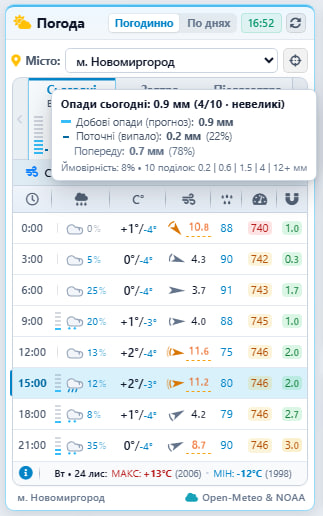 Погода Погодинно По днях 16:52
Місто: м. Новомиргород
Опади сьогодні: 0.9 мм (4/10 · невеликі)
Добові опади (прогноз): 0.9 мм
Поточні (випало): 0.2 мм (22%)
Попереду: 0.7 мм (78%)
Ймовірність: 8% • 10 поділок: 0.2 | 0.6 | 1.5 | 4 | 12+ мм
C°
0:00 0% +1°/-4° 10.8 88 740 1.0
3:00 5% 0°/-4° 4.3 90 742 0.3
6:00 25% 0°/-4° 3.7 91 743 1.7
9:00 20% +1°/-3° 4.0 88 745 1.0
12:00 13% +2°/-4° 11.6 75 746 2.0
15:00 12% +2°/-3° 11.2 80 746 2.0
18:00 8% +1°/-4° 4.2 79 746 2.7
21:00 35% 0°/-4° 8.7 90 746 3.0
Вт • 24 лис: МАКС: +13°C (2006) · МІН: -12°C (1998)
м. Новомиргород Open-Meteo & NOAA